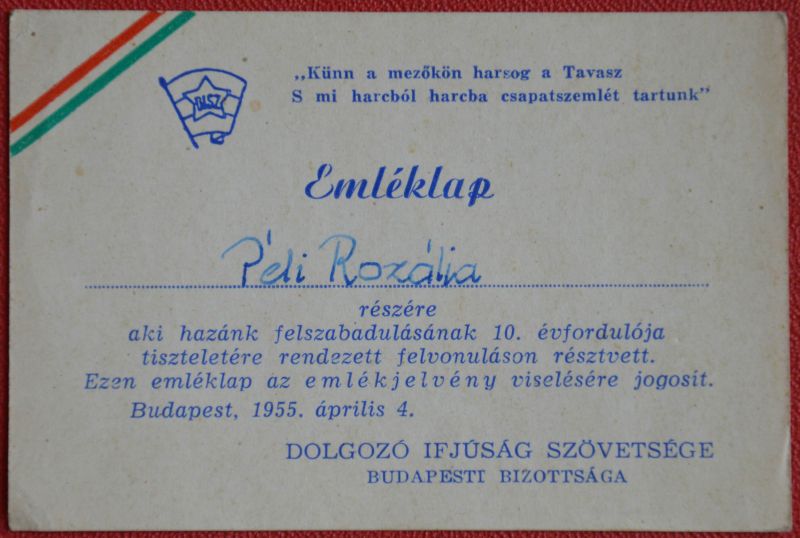 „Künn a mezőkön harsog a Tavasz
S mi harcból harcba csapatszemlét tartunk”
DISZ
Emléklap
Péli Rozália
részére
aki hazánk felszabadulásának 10. évfordulója
tiszteletére rendezett felvonuláson résztvett.
Ezen emléklap az emlékjelvény viselésére jogosít.
Budapest, 1955. április 4.
DOLGOZÓ IFJÚSÁG SZÖVETSÉGE
BUDAPESTI BIZOTTSÁGA